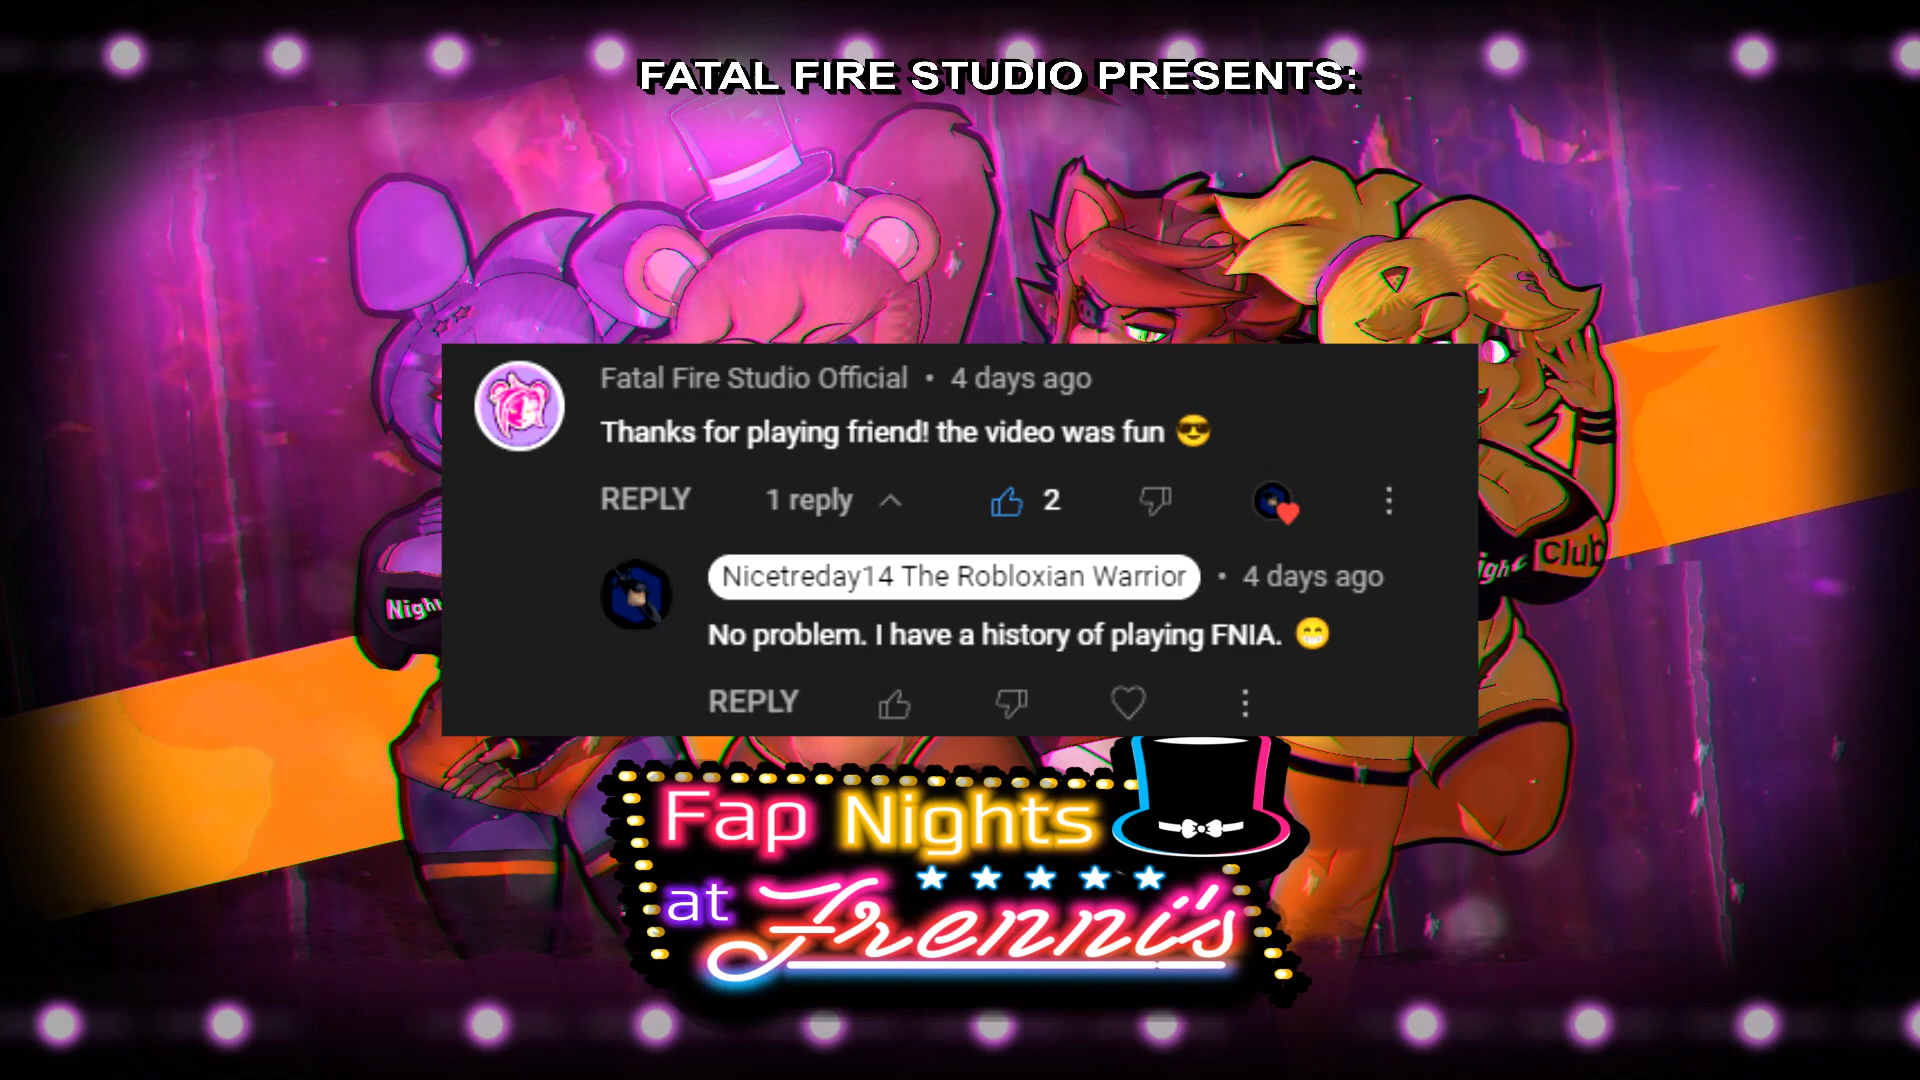 FATAL FIRE STUDIO PRESENTS:
Fatal Fire Studio Official • 4 days ago
Thanks for playing friend! the video was fun 😎
REPLY 1 reply 2
Nicetreday14 The Robloxian Warrior • 4 days ago
No problem. I have a history of playing FNIA. 😁
REPLY
Night
Club
Fap Nights
at Frenni's